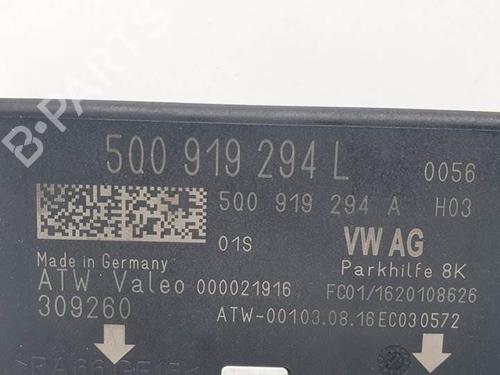 5Q0 919 294 L 0056
5Q0 919 294 A H03
01S VW AG
Made in Germany Parkhilfe 8K
ATW Valeo 000021916 FC01/1620108626
309260 ATW-00103.08.16EC030572